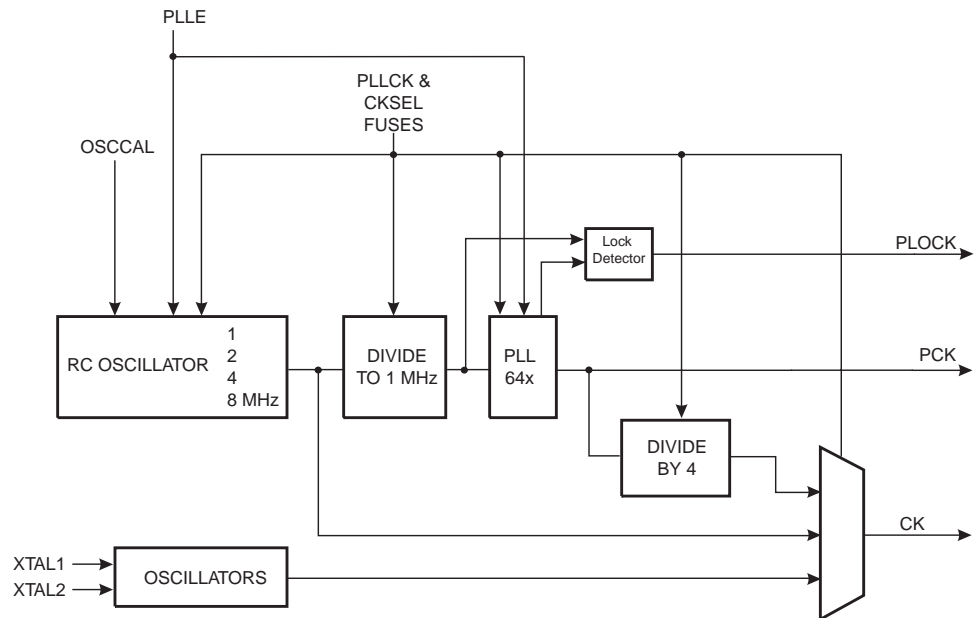 PLLE
PLLCK &
CKSEL
FUSES
OSCCAL
Lock
Detector
PLOCK
RC OSCILLATOR
1
2
4
8 MHz
DIVIDE
TO 1 MHz
PLL
64x
PCK
DIVIDE
BY 4
CK
XTAL1
XTAL2
OSCILLATORS